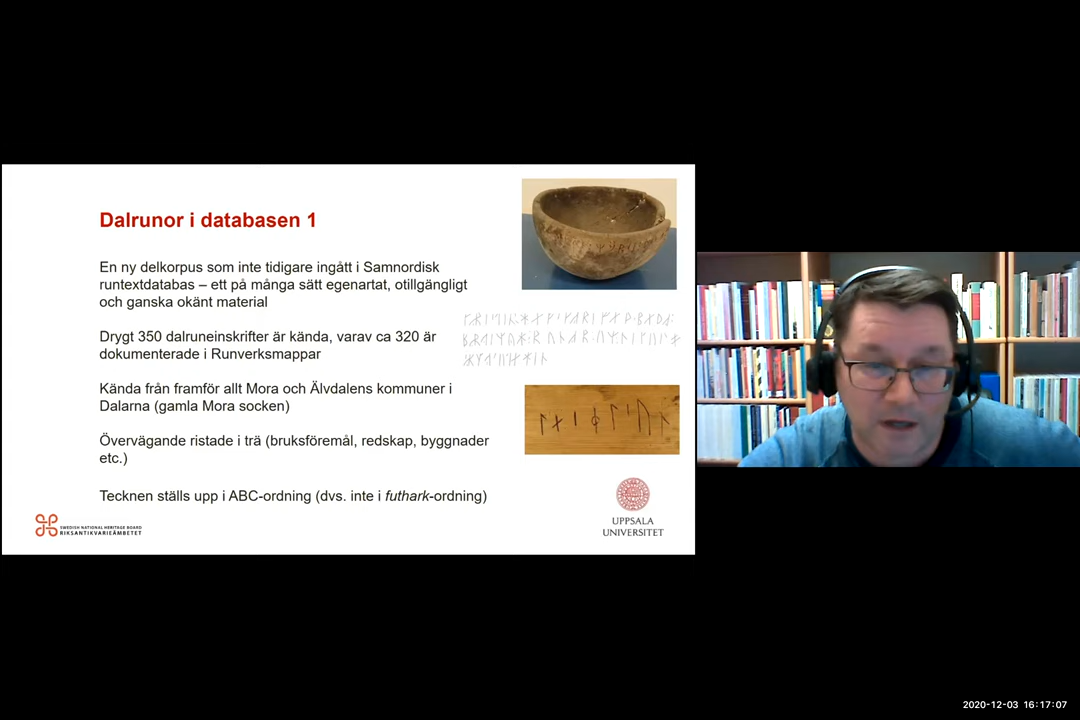 Dalrunor i databasen 1
En ny delkorpus som inte tidigare ingått i Samnordisk
runtextdatabas – ett på många sätt egenartat, otillgängligt
och ganska okänt material
Drygt 350 dalruneinskrifter är kända, varav ca 320 är
dokumenterade i Runverksmappar
Kända från framför allt Mora och Älvdalens kommuner i
Dalarna (gamla Mora socken)
Övervägande ristade i trä (bruksföremål, redskap, byggnader
etc.)
Tecknen ställs upp i ABC-ordning (dvs. inte i futhark-ordning)
SWEDISH NATIONAL HERITAGE BOARD
RIKSANTIKVARIEÄMBETET
UPPSALA
UNIVERSITET
2020-12-03 16:17:07